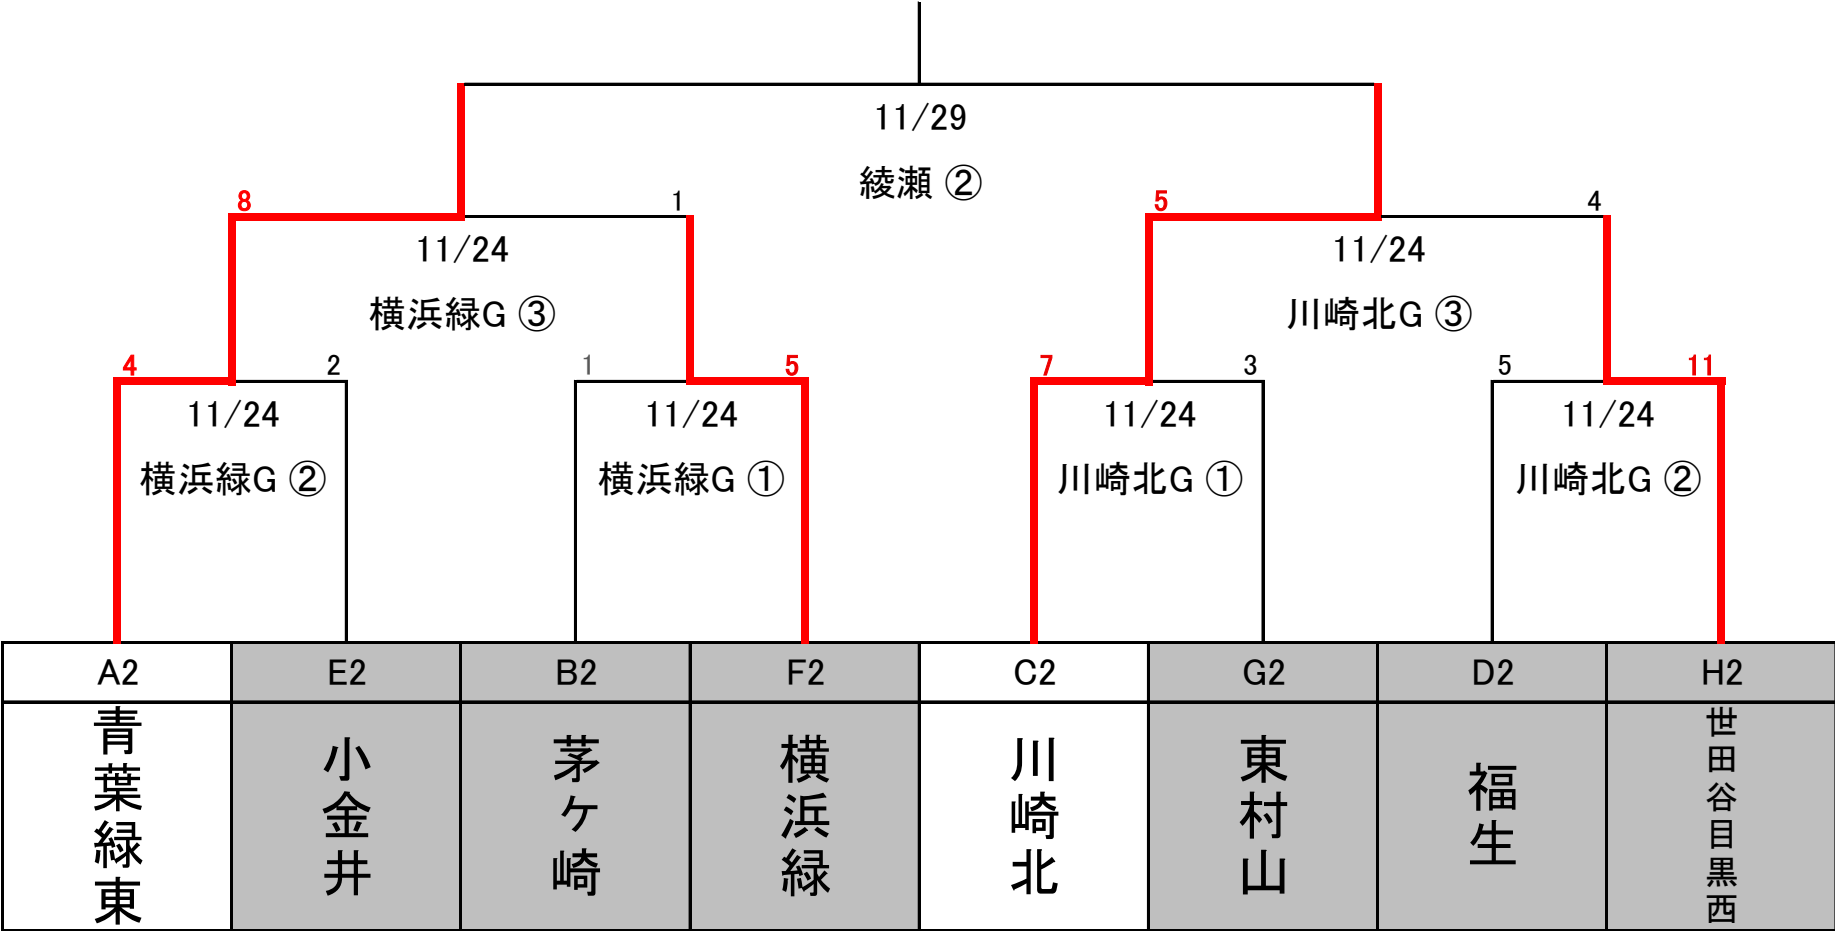 11/29
綾瀬 ②
8
1
5
4
11/24
11/24
横浜緑G ③
川崎北G ③
4
2
1
5
7
3
5
11
11/24
11/24
11/24
11/24
横浜緑G ②
横浜緑G ①
川崎北G ①
川崎北G ②
A2
E2
B2
F2
C2
G2
D2
H2
青葉緑東
小金井
茅ヶ崎
横浜緑
川崎北
東村山
福生
世田谷目黒西